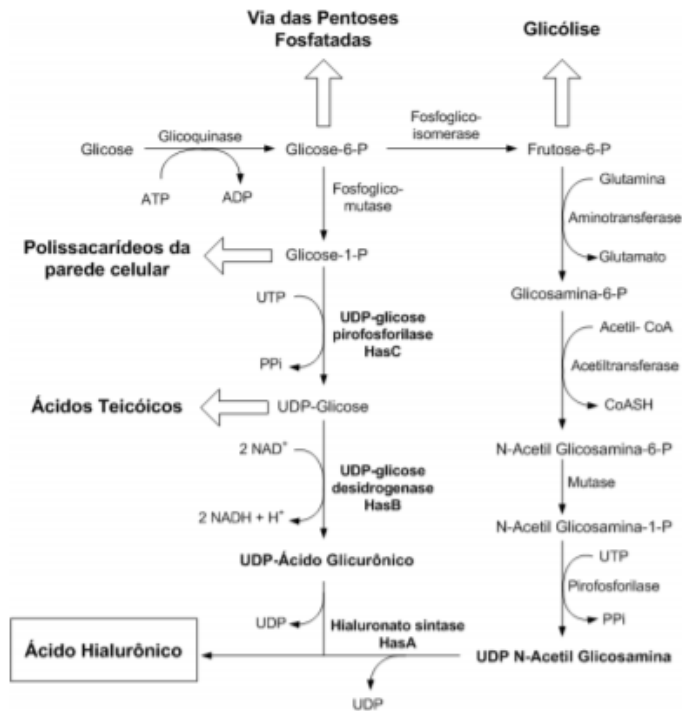 Via das Pentoses
Fosfatadas
Glicólise
Glicose
Glicoquinase
ATP
ADP
Glicose-6-P
Fosfoglico-
isomerase
Frutose-6-P
Fosfoglico-
mutase
Glutamina
Aminotransferase
Glutamato
Polissacarídeos da
parede celular
Glicose-1-P
Glicosamina-6-P
UTP
UDP-glicose
pirofosforilase
HasC
PPi
Acetil- CoA
Acetiltransferase
CoASH
Ácidos Teicóicos
UDP-Glicose
2 NAD+
UDP-glicose
desidrogenase
HasB
2 NADH + H+
N-Acetil Glicosamina-6-P
Mutase
N-Acetil Glicosamina-1-P
UDP-Ácido Glicurônico
UTP
Pirofosforilase
PPi
UDP
Hialuronato sintase
HasA
Ácido Hialurônico
UDP N-Acetil Glicosamina
UDP